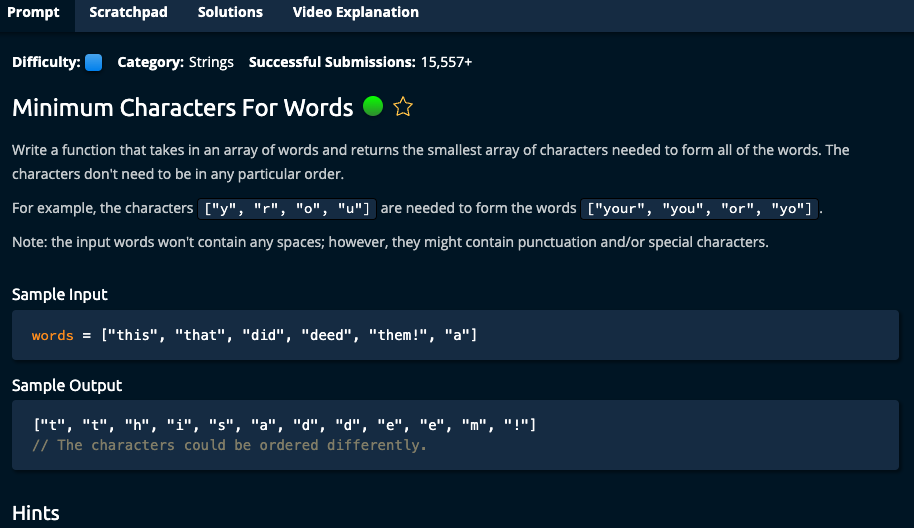 Prompt Scratchpad Solutions Video Explanation
Difficulty: Category: Strings Successful Submissions: 15,557+
Minimum Characters For Words
Write a function that takes in an array of words and returns the smallest array of characters needed to form all of the words. The
characters don't need to be in any particular order.
For example, the characters ["y", "r", "o", "u"] are needed to form the words ["your", "you", "or", "yo"] .
Note: the input words won't contain any spaces; however, they might contain punctuation and/or special characters.
Sample Input
words = ["this", "that", "did", "deed", "them!", "a"]
Sample Output
["t", "t", "h", "i", "s", "a", "d", "d", "e", "e", "m", "!"]
// The characters could be ordered differently.
Hints